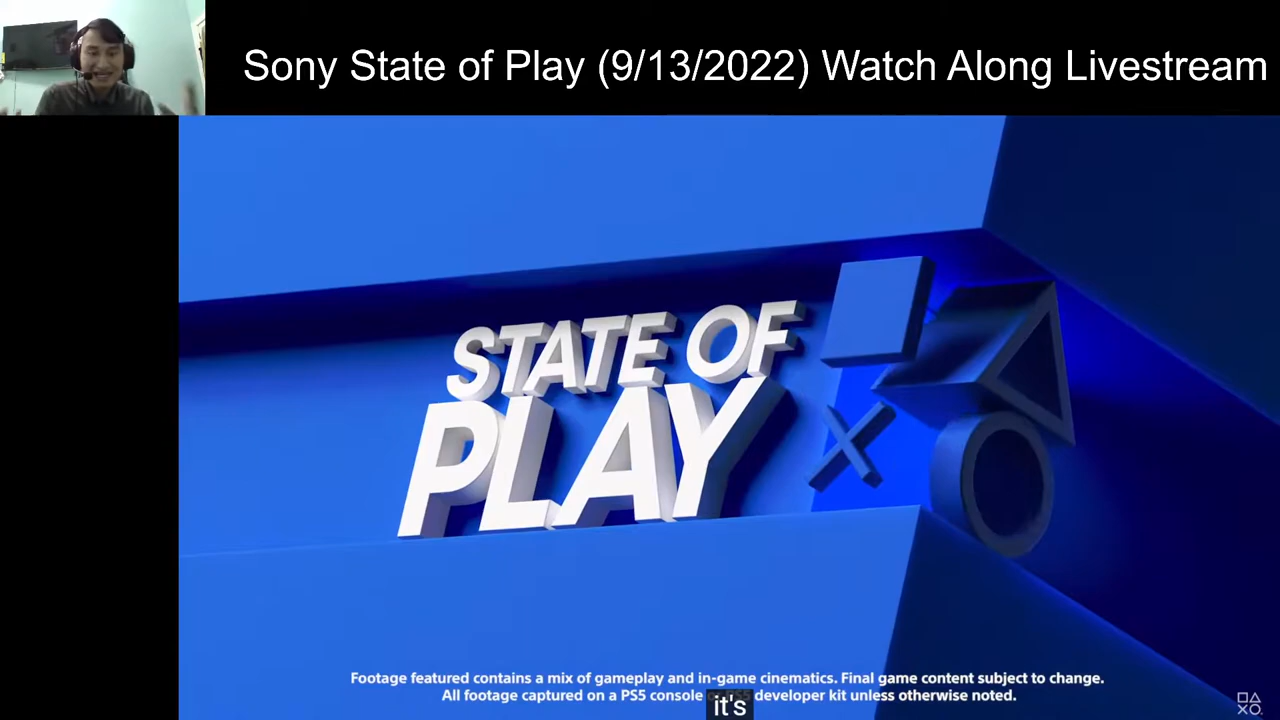 Sony State of Play (9/13/2022) Watch Along Livestream
STATE OF
PLAY
Footage featured contains a mix of gameplay and in-game cinematics. Final game content subject to change.
All footage captured on a PS5 console or PS5 developer kit unless otherwise noted.
it's